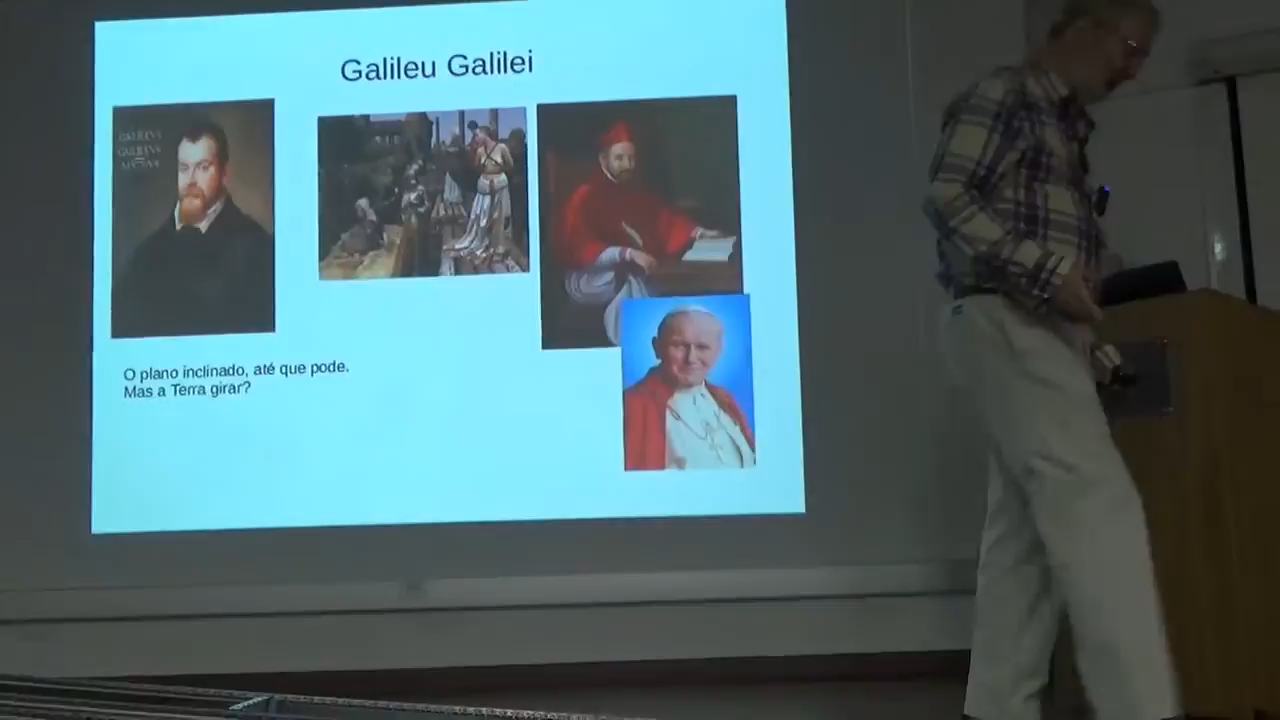 Galileu Galilei
O plano inclinado, até que pode.
Mas a Terra girar?